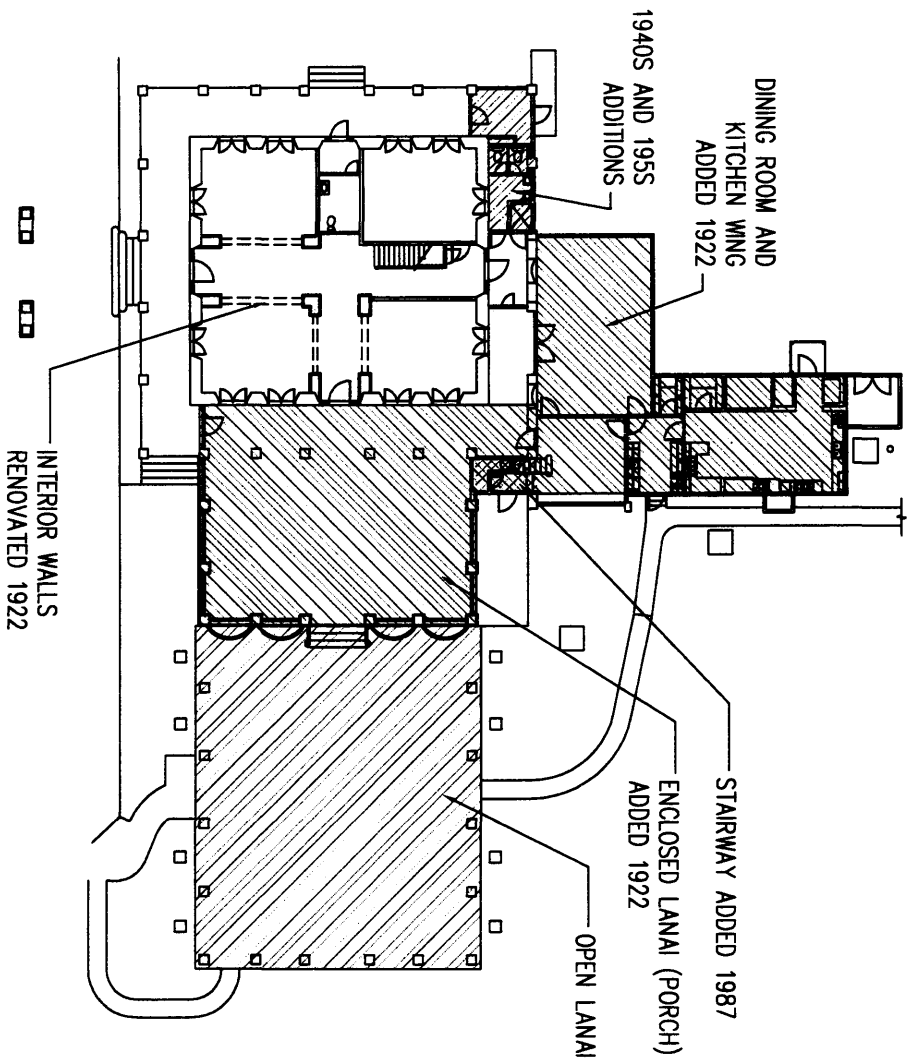 1940S AND 195S
ADDITIONS
DINING ROOM AND
KITCHEN WING
ADDED 1922
STAIRWAY ADDED 1987
ENCLOSED LANAI (PORCH)
ADDED 1922
OPEN LANAI
INTERIOR WALLS
RENOVATED 1922